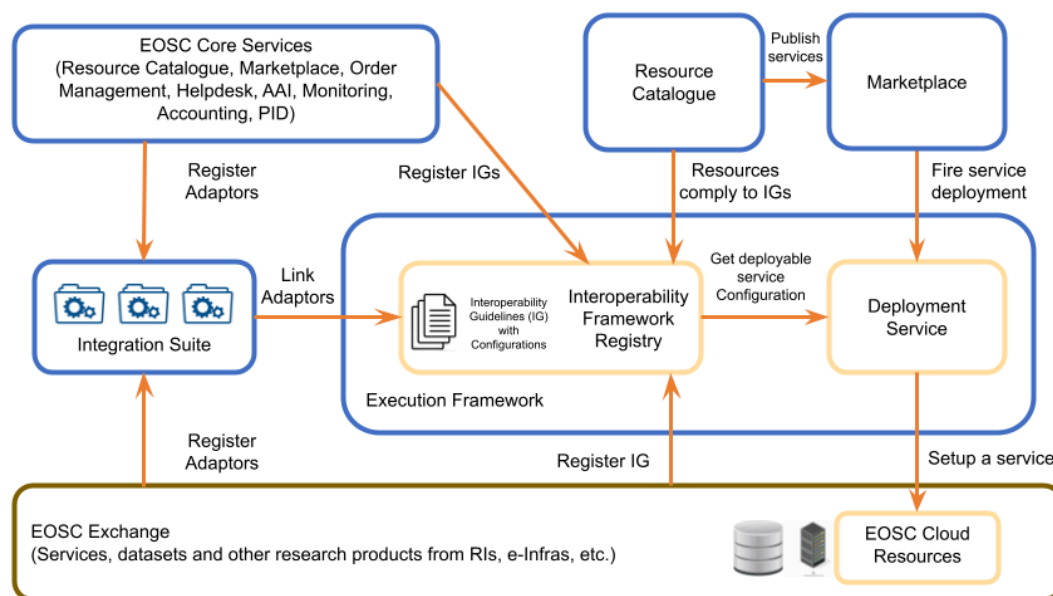 EOSC Core Services
(Resource Catalogue, Marketplace, Order
Management, Helpdesk, AAI, Monitoring,
Accounting, PID)
Resource
Catalogue
Publish
services
Marketplace
Register
Adaptors
Register IGs
Resources
comply to IGs
Fire service
deployment
Integration Suite
Link
Adaptors
Interoperability
Guidelines (IG)
with
Configurations
Interoperability
Framework
Registry
Get deployable
service
Configuration
Deployment
Service
Execution Framework
Register
Adaptors
Register IG
Setup a service
EOSC Exchange
(Services, datasets and other research products from RIs, e-Infras, etc.)
EOSC Cloud
Resources